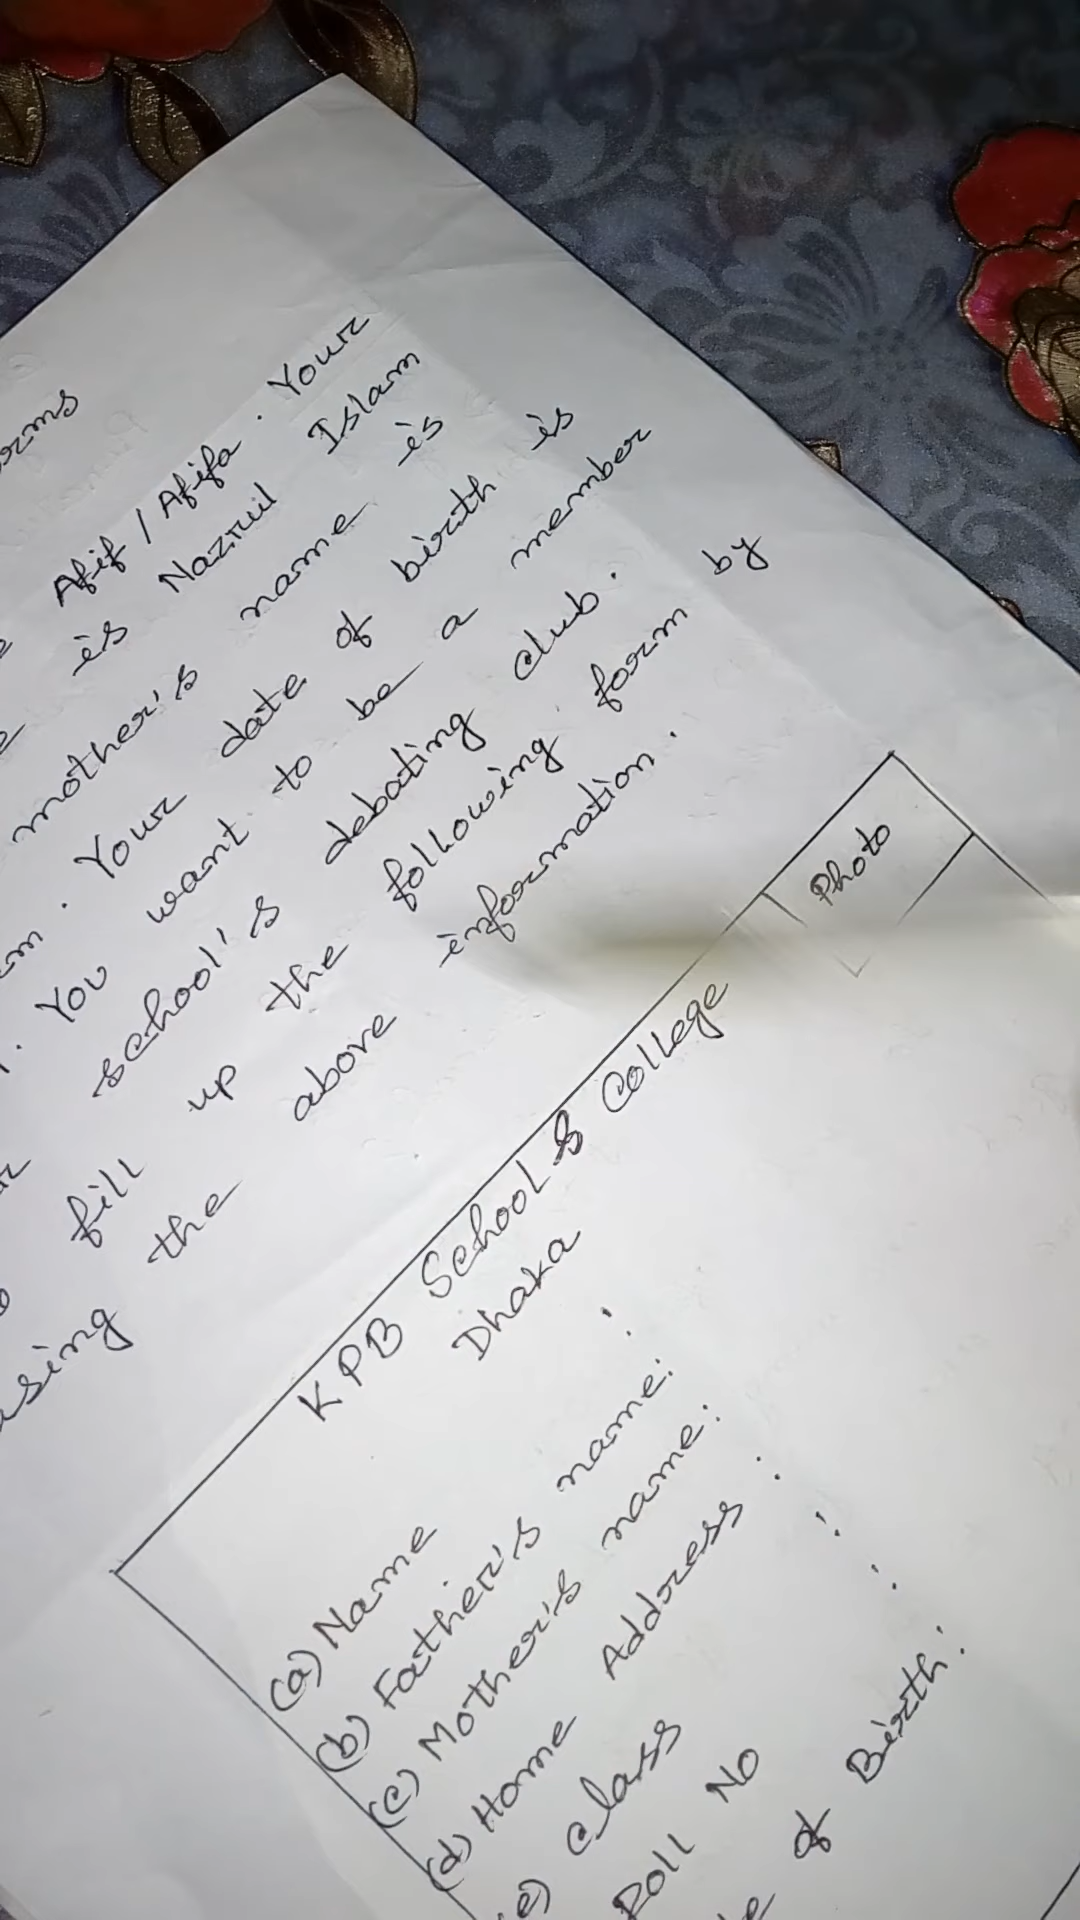 Afif / Afifa. Your
is Nazrul Islam
mother's name is
Your date of birth is
You want to be a member
school's debating club.
fill up the following form by
the above information.
KPB School & College
Dhaka
Photo
(a) Name :
(b) Father's name:
(c) Mother's name:
(d) Home Address :
(e) Class :
Roll No :
of Birth: